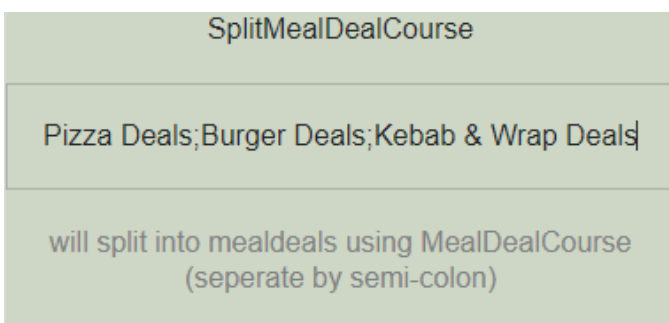 SplitMealDealCourse
Pizza Deals;Burger Deals;Kebab & Wrap Deals
will split into mealdeals using MealDealCourse
(seperate by semi-colon)